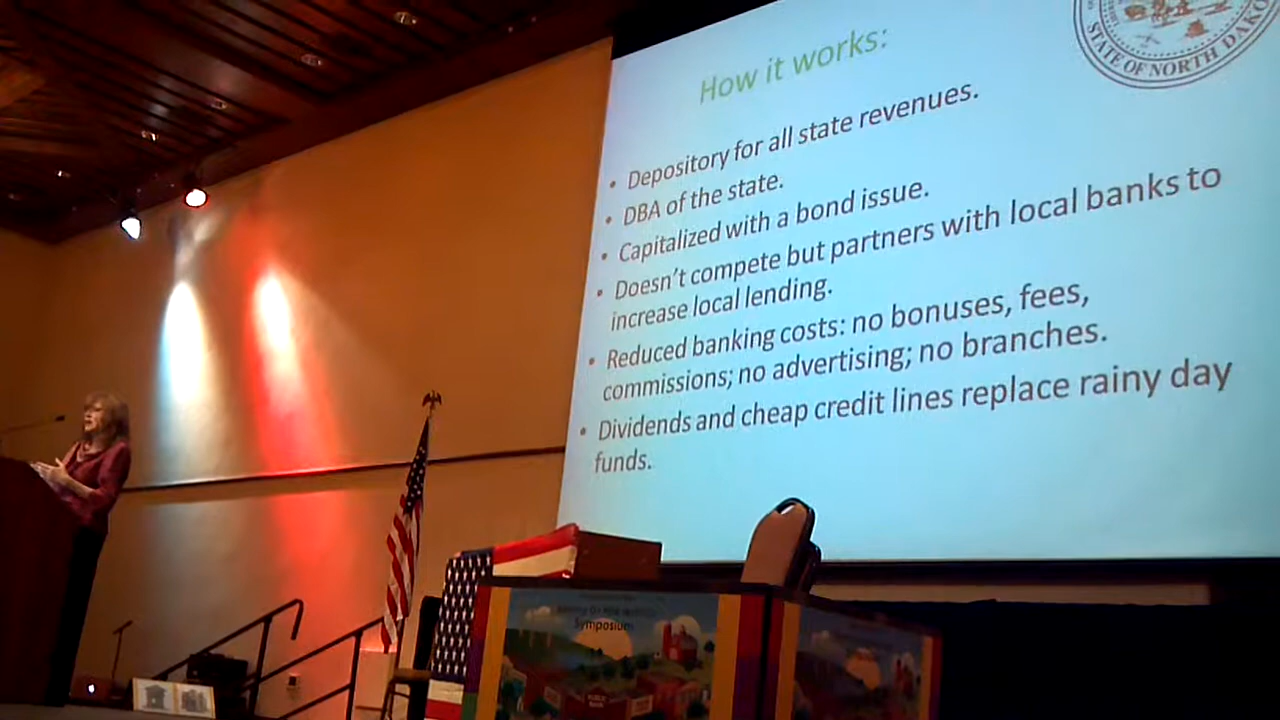 STATE OF NORTH DAKO
How it works:
• Depository for all state revenues.
• DBA of the state.
• Capitalized with a bond issue.
• Doesn't compete but partners with local banks to
increase local lending.
• Reduced banking costs: no bonuses, fees,
commissions; no advertising; no branches.
• Dividends and cheap credit lines replace rainy day
funds.
Symposium